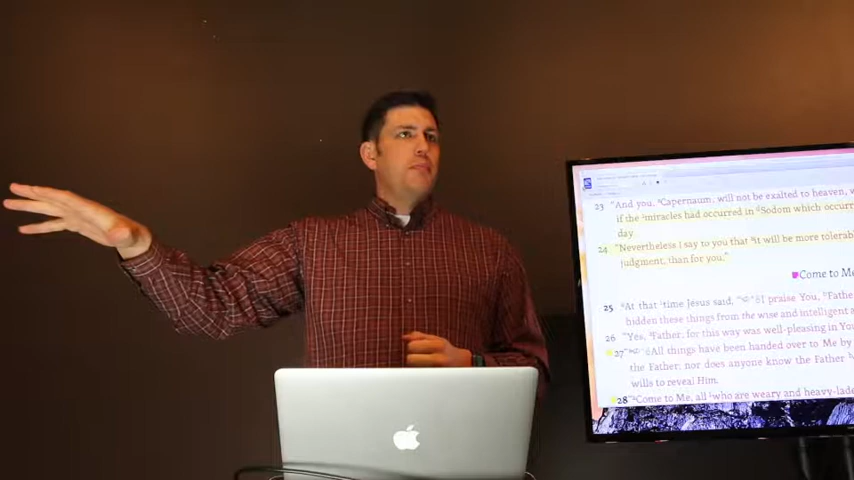 23 "And you, Capernaum, will not be exalted to heaven,
if the miracles had occurred in Sodom which occurr
day.
24 "Nevertheless I say to you that it will be more tolerabl
judgment, than for you."
Come to Me
25 At that time Jesus said, "I praise You, "Father
hidden these things from the wise and intelligent a
26 "Yes, Father, for this way was well-pleasing in Your
27 "All things have been handed over to Me by
the Father; nor does anyone know the Father
wills to reveal Him.
28 "Come to Me, all who are weary and heavy-lade